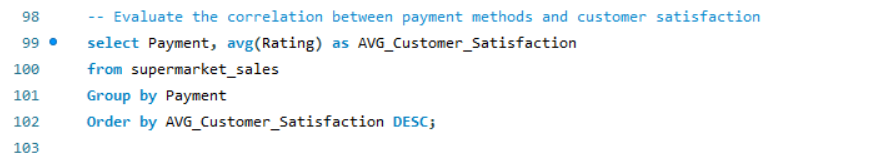 98 -- Evaluate the correlation between payment methods and customer satisfaction
99 select Payment, avg(Rating) as AVG_Customer_Satisfaction
100 from supermarket_sales
101 Group by Payment
102 Order by AVG_Customer_Satisfaction DESC;
103